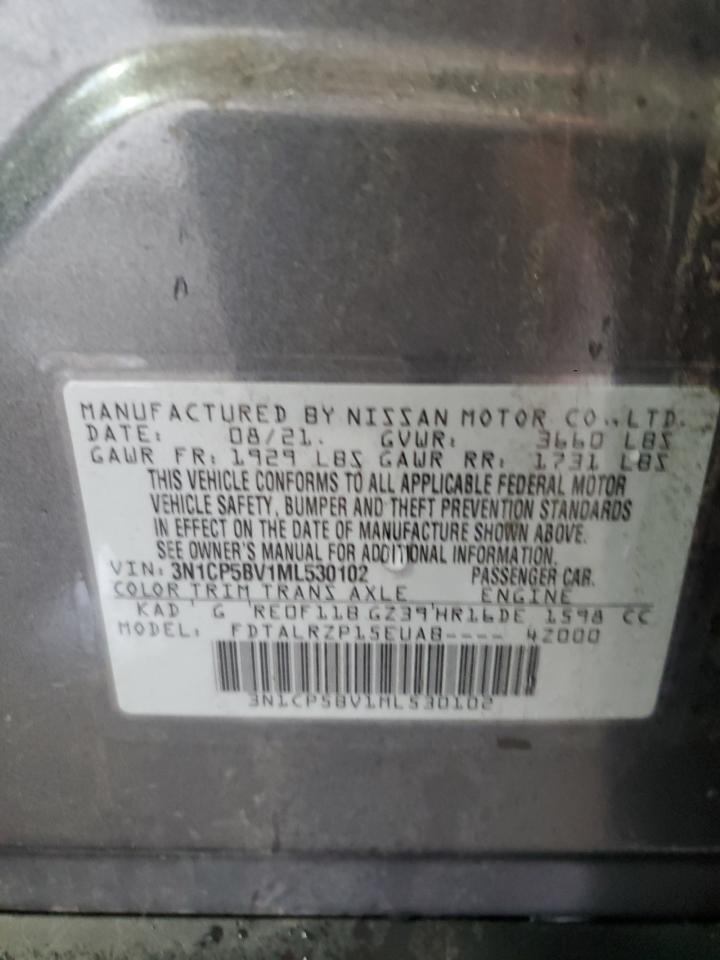 MANUFACTURED BY NISSAN MOTOR CO., LTD.
DATE: 08/21. GVWR: 3660 LBS
GAWR FR: 1929 LBS GAWR RR: 1731 LBS
THIS VEHICLE CONFORMS TO ALL APPLICABLE FEDERAL MOTOR
VEHICLE SAFETY, BUMPER AND THEFT PREVENTION STANDARDS
IN EFFECT ON THE DATE OF MANUFACTURE SHOWN ABOVE.
SEE OWNER'S MANUAL FOR ADDITIONAL INFORMATION.
VIN: 3N1CP5BV1ML530102 PASSENGER CAR.
COLOR TRIM TRANS AXLE ENGINE
KAD G RE0F11B GZ39 HR16DE 1598 CC
MODEL: FDTALRZP15EUAB---- 4Z000
3N1CP5BV1ML530102